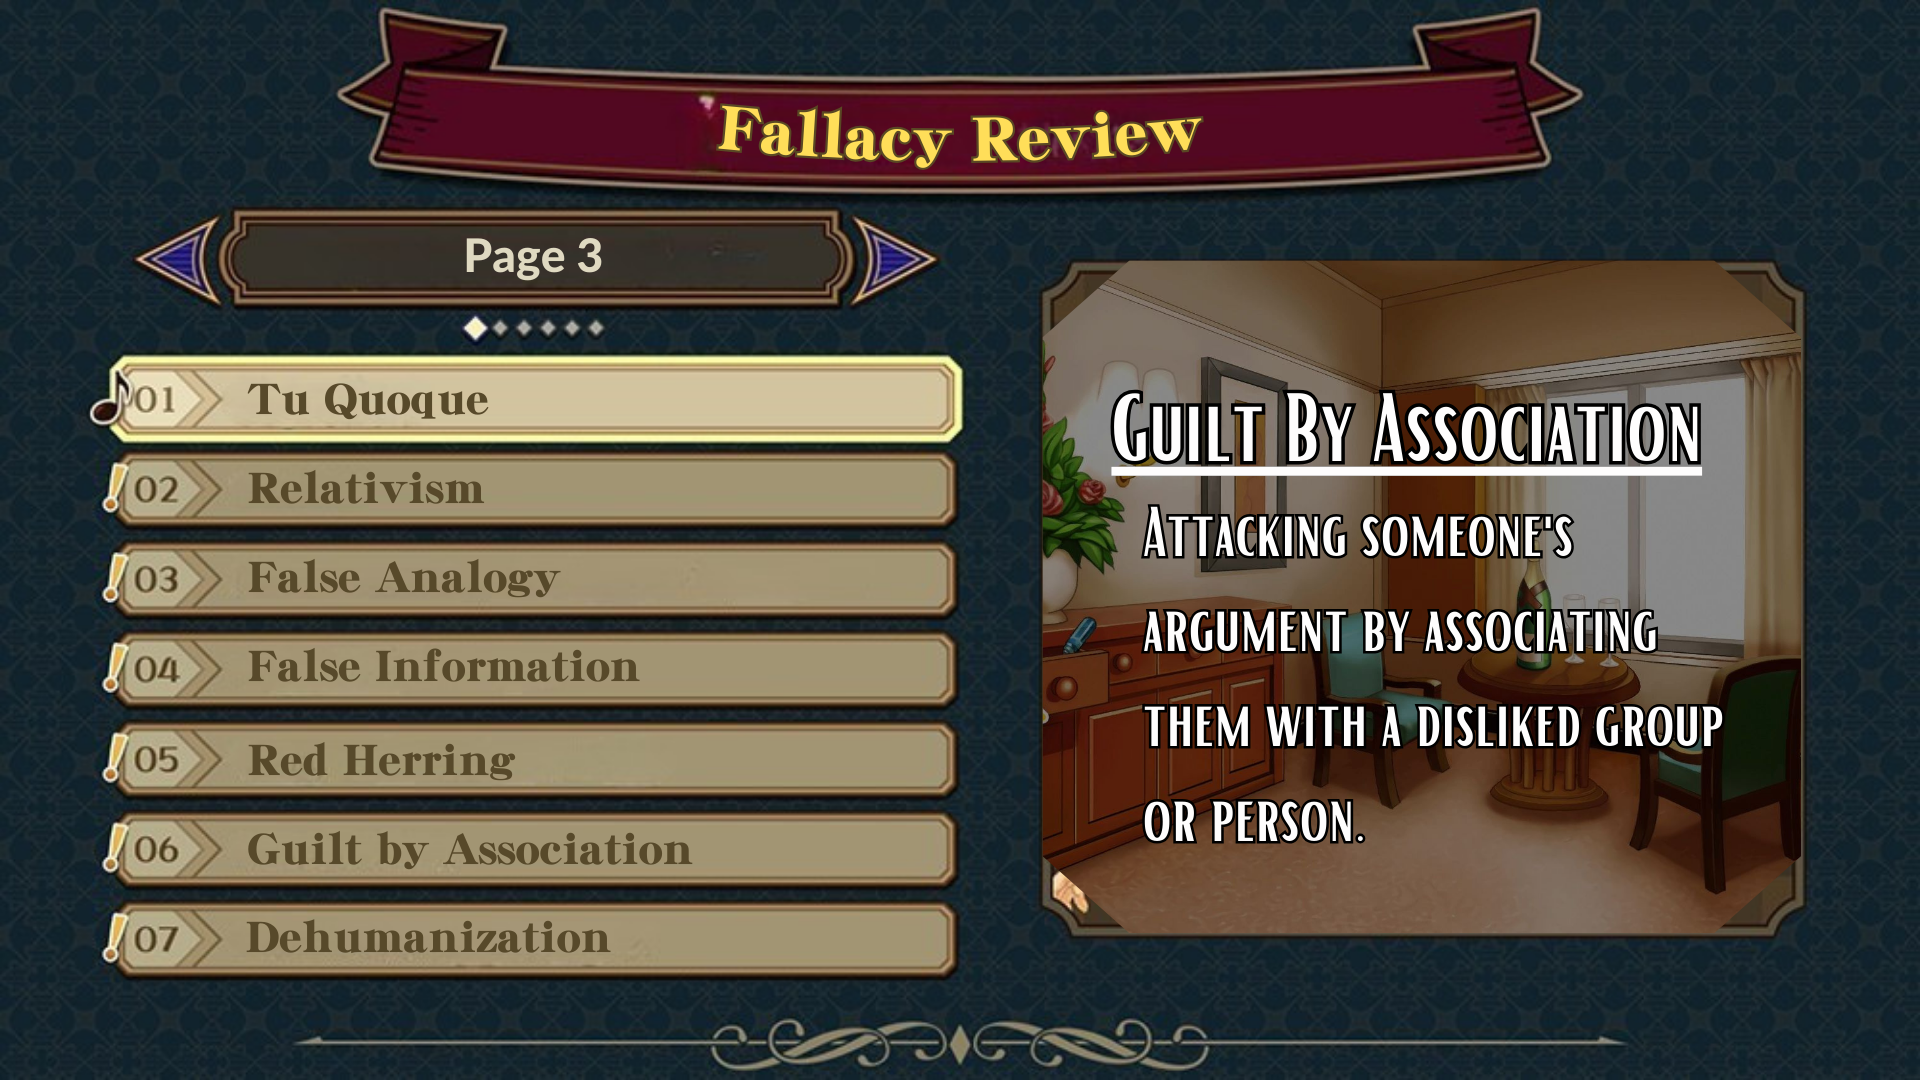 Fallacy Review
Page 3
01 Tu Quoque
02 Relativism
03 False Analogy
04 False Information
05 Red Herring
06 Guilt by Association
07 Dehumanization
Guilt By Association
Attacking someone's
argument by associating
them with a disliked group
or person.